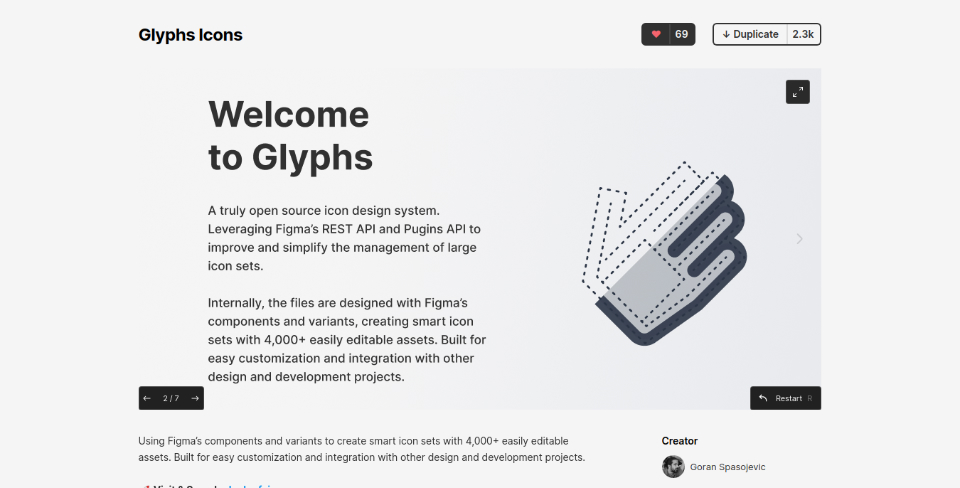 Glyphs Icons
69
Duplicate 2.3k
Welcome
to Glyphs
A truly open source icon design system.
Leveraging Figma's REST API and Pugins API to
improve and simplify the management of large
icon sets.
Internally, the files are designed with Figma's
components and variants, creating smart icon
sets with 4,000+ easily editable assets. Built for
easy customization and integration with other
design and development projects.
2 / 7
Restart R
Using Figma's components and variants to create smart icon sets with 4,000+ easily editable
assets. Built for easy customization and integration with other design and development projects.
Creator
Goran Spasojevic